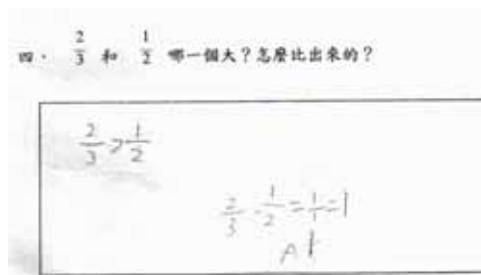 四． 2/3 和 1/2 哪一個大？怎麼比出來的？
2/3 > 1/2
2/3 - 1/2 = 1/1 = 1
A 1